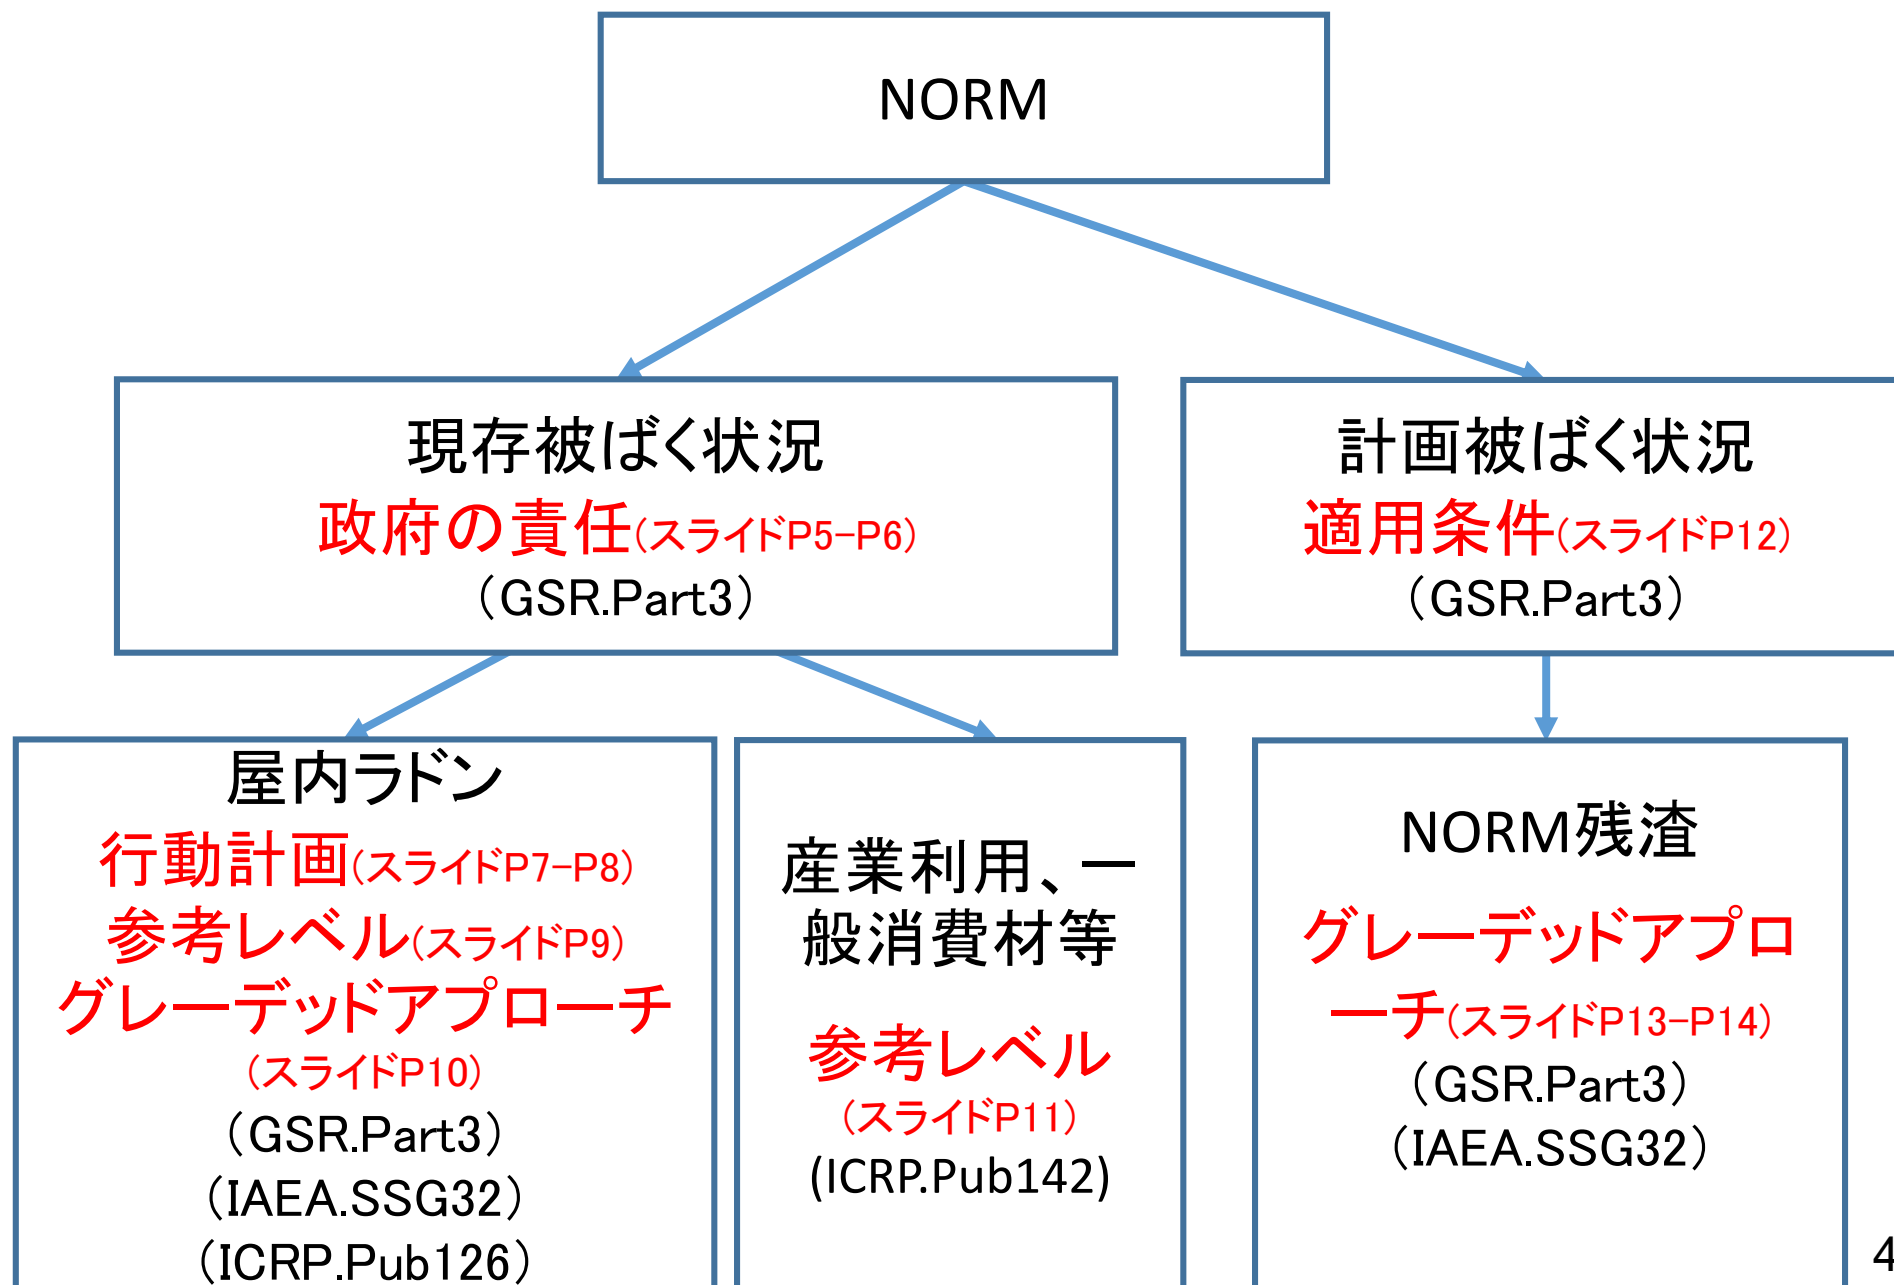 NORM
現存被ばく状況
政府の責任(スライドP5-P6)
（GSR.Part3）
計画被ばく状況
適用条件(スライドP12)
（GSR.Part3）
屋内ラドン
行動計画(スライドP7-P8)
参考レベル(スライドP9)
グレーデッドアプローチ
(スライドP10)
（GSR.Part3）
（IAEA.SSG32）
（ICRP.Pub126）
産業利用、一
般消費材等
参考レベル
(スライドP11)
(ICRP.Pub142)
NORM残渣
グレーデッドアプロ
ーチ(スライドP13-P14)
（GSR.Part3）
（IAEA.SSG32）
4